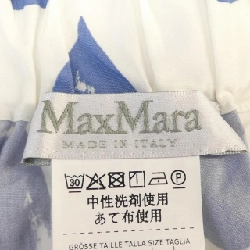 MaxMara
MADE IN ITALY
30 P
中性洗剤使用
あて布使用
GRÖSSE TAILLE TALLA SIZE TAGLIA